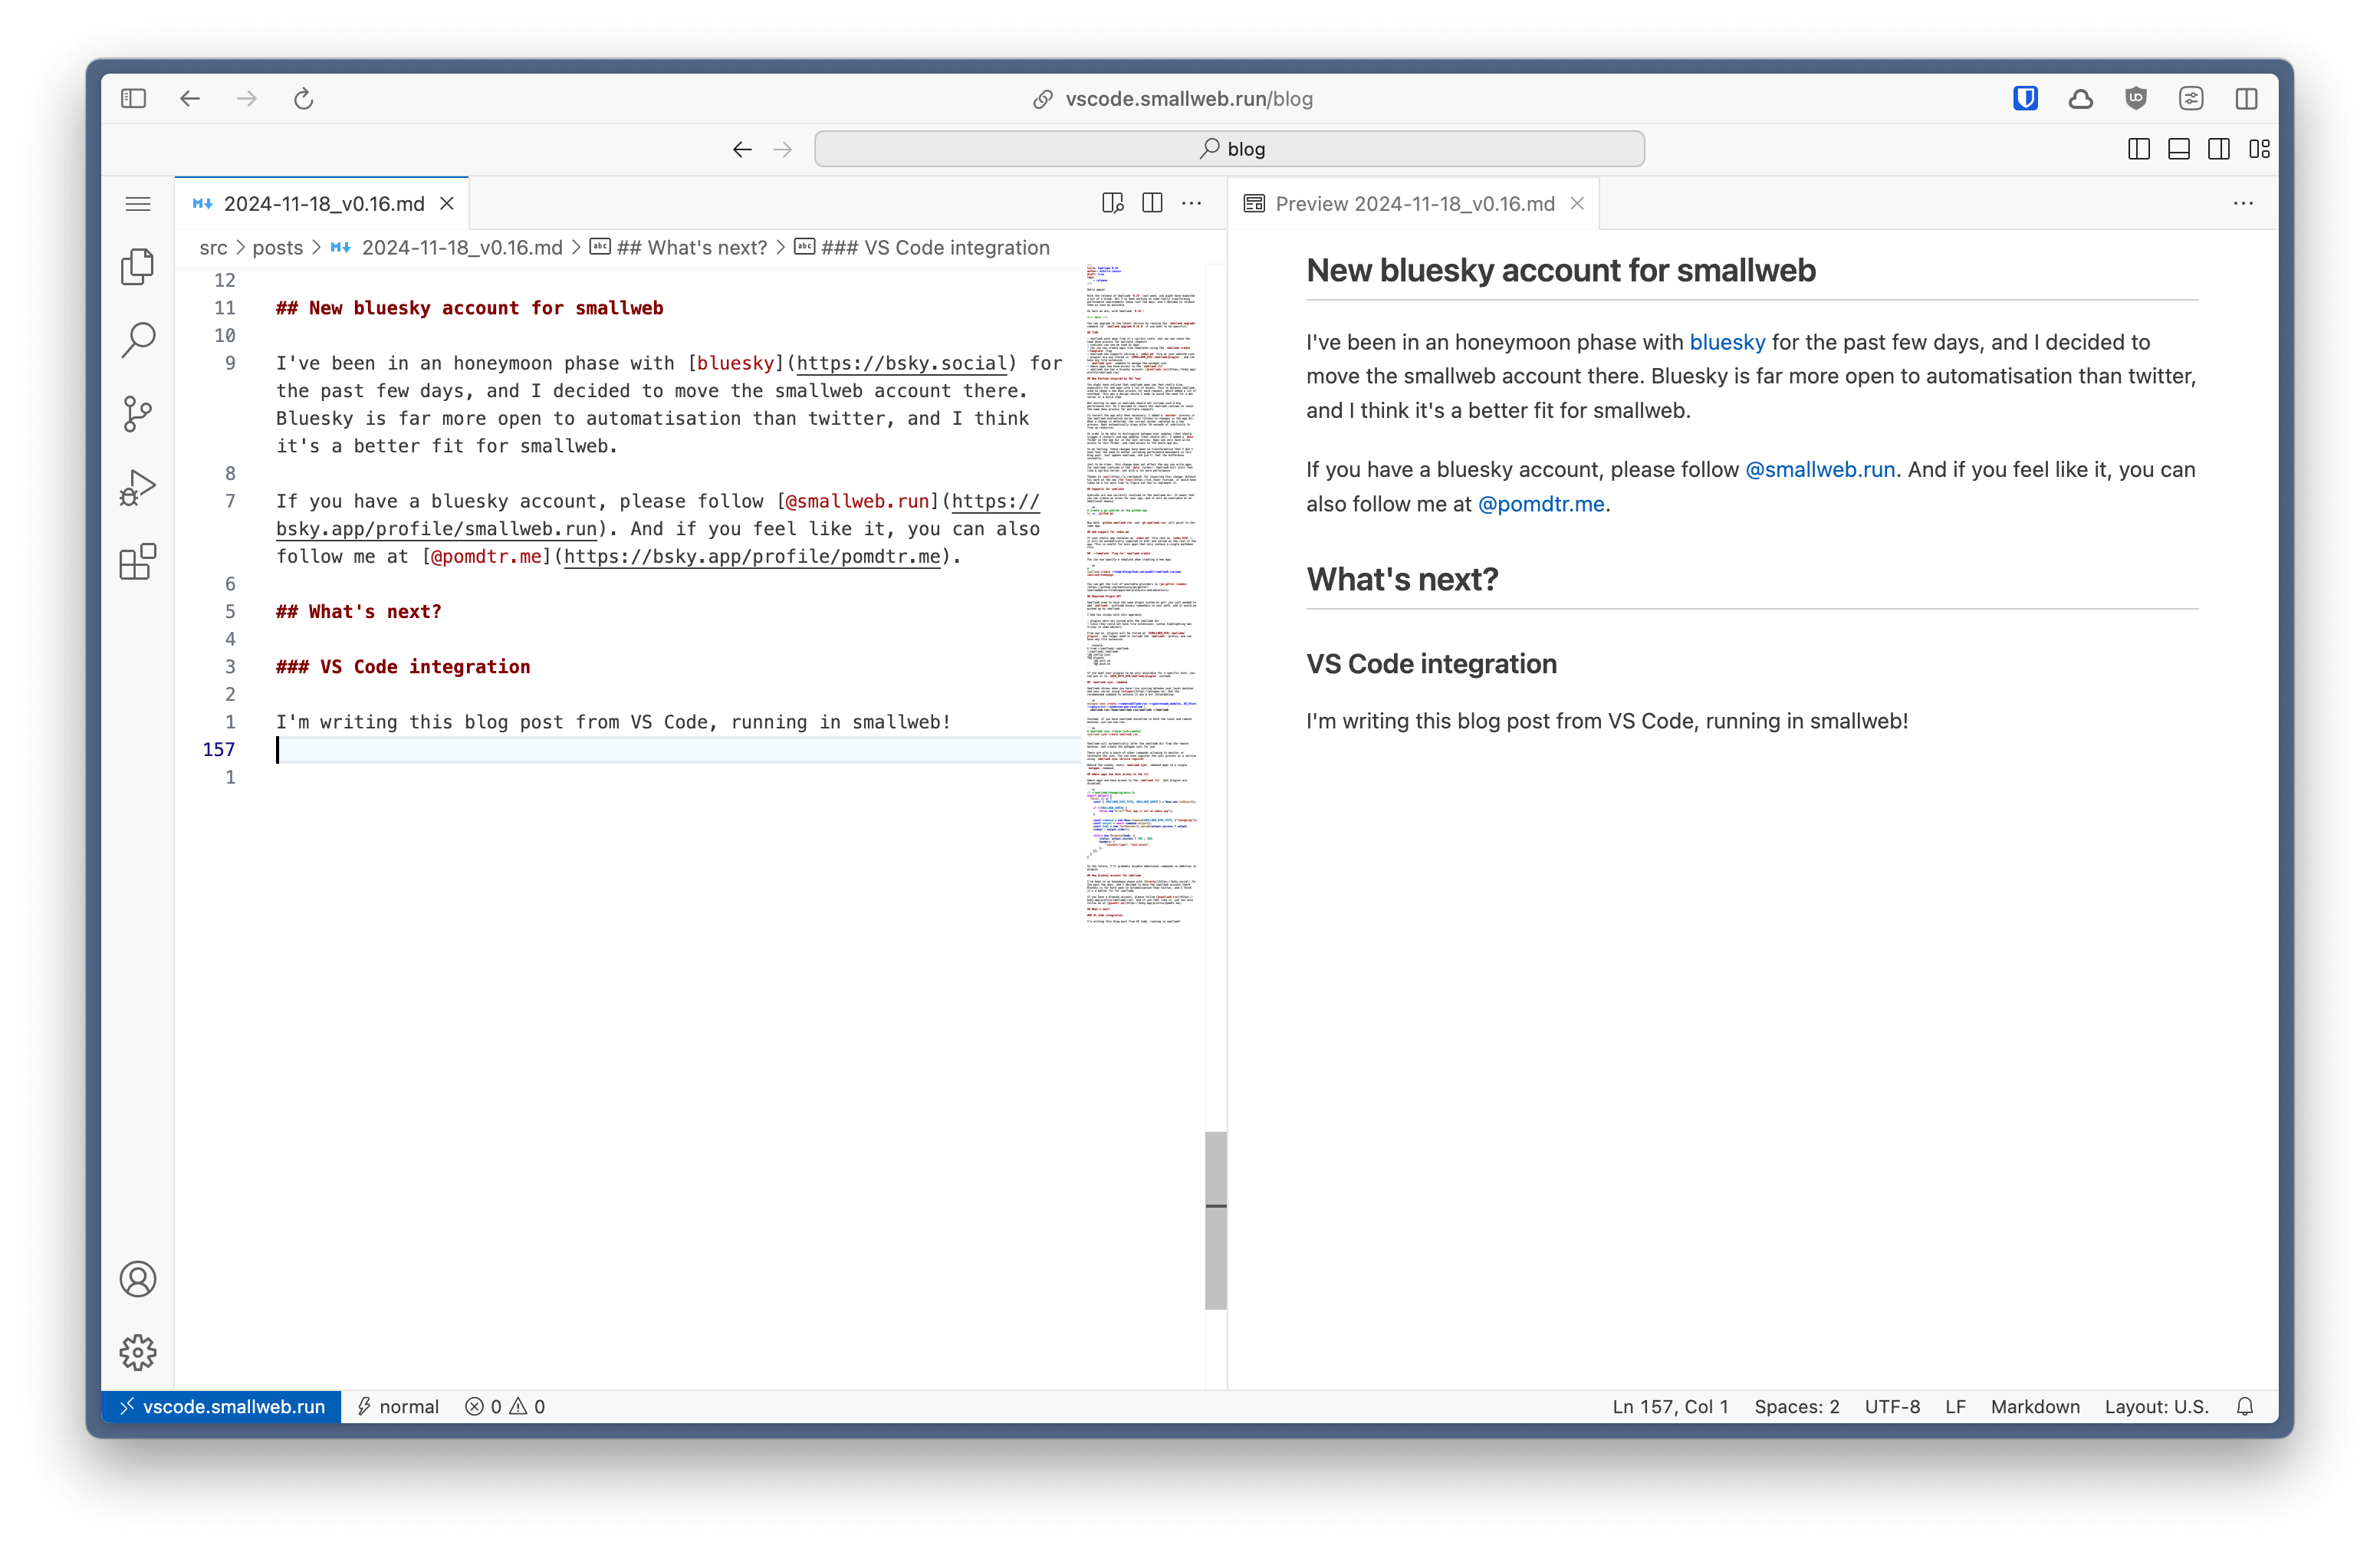 vscode.smallweb.run/blog
blog
2024-11-18_v0.16.md
src > posts > 2024-11-18_v0.16.md > ## What's next? > ### VS Code integration
12
11 ## New bluesky account for smallweb
10
9 I've been in an honeymoon phase with [bluesky](https://bsky.social) for
the past few days, and I decided to move the smallweb account there.
Bluesky is far more open to automatisation than twitter, and I think
it's a better fit for smallweb.
8
7 If you have a bluesky account, please follow [@smallweb.run](https://
bsky.app/profile/smallweb.run). And if you feel like it, you can also
follow me at [@pomdtr.me](https://bsky.app/profile/pomdtr.me).
6
5 ## What's next?
4
3 ### VS Code integration
2
1 I'm writing this blog post from VS Code, running in smallweb!
157
1
Preview 2024-11-18_v0.16.md
New bluesky account for smallweb
I've been in an honeymoon phase with bluesky for the past few days, and I decided to
move the smallweb account there. Bluesky is far more open to automatisation than twitter,
and I think it's a better fit for smallweb.
If you have a bluesky account, please follow @smallweb.run. And if you feel like it, you can
also follow me at @pomdtr.me.
What's next?
VS Code integration
I'm writing this blog post from VS Code, running in smallweb!
vscode.smallweb.run normal 0 0 Ln 157, Col 1 Spaces: 2 UTF-8 LF Markdown Layout: U.S.